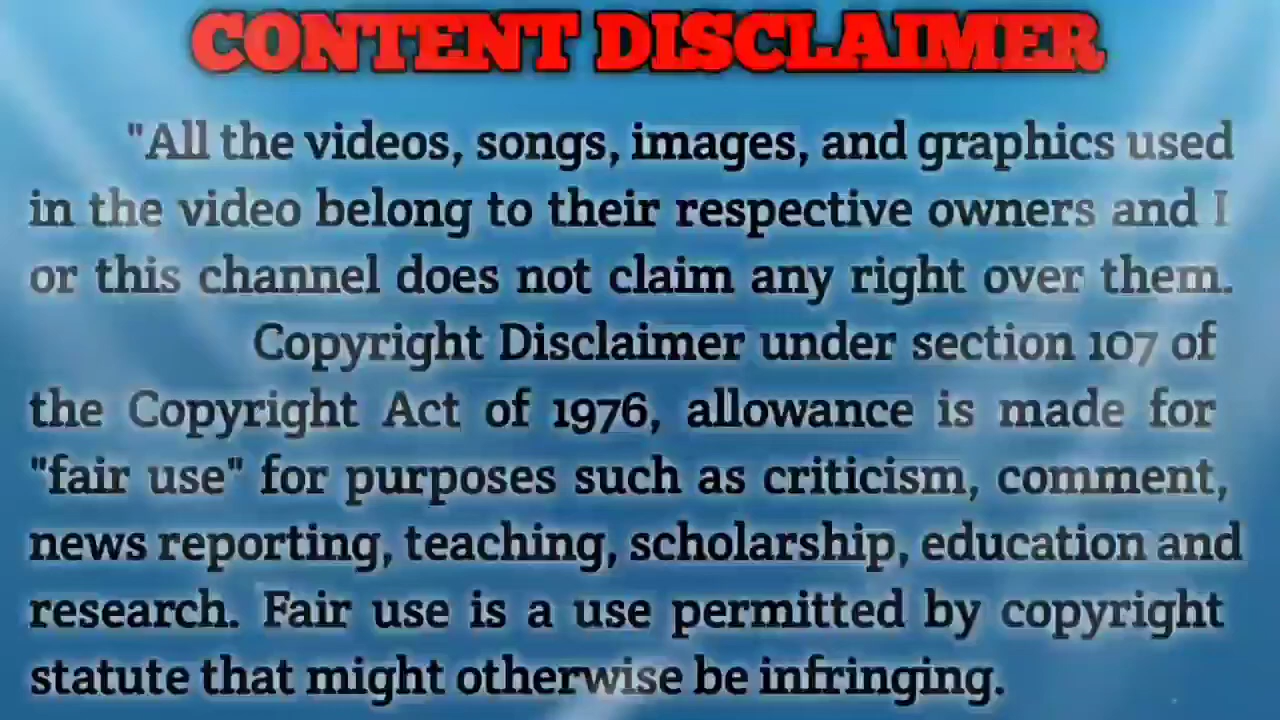 CONTENT DISCLAIMER
"All the videos, songs, images, and graphics used
in the video belong to their respective owners and I
or this channel does not claim any right over them.
Copyright Disclaimer under section 107 of
the Copyright Act of 1976, allowance is made for
"fair use" for purposes such as criticism, comment,
news reporting, teaching, scholarship, education and
research. Fair use is a use permitted by copyright
statute that might otherwise be infringing.